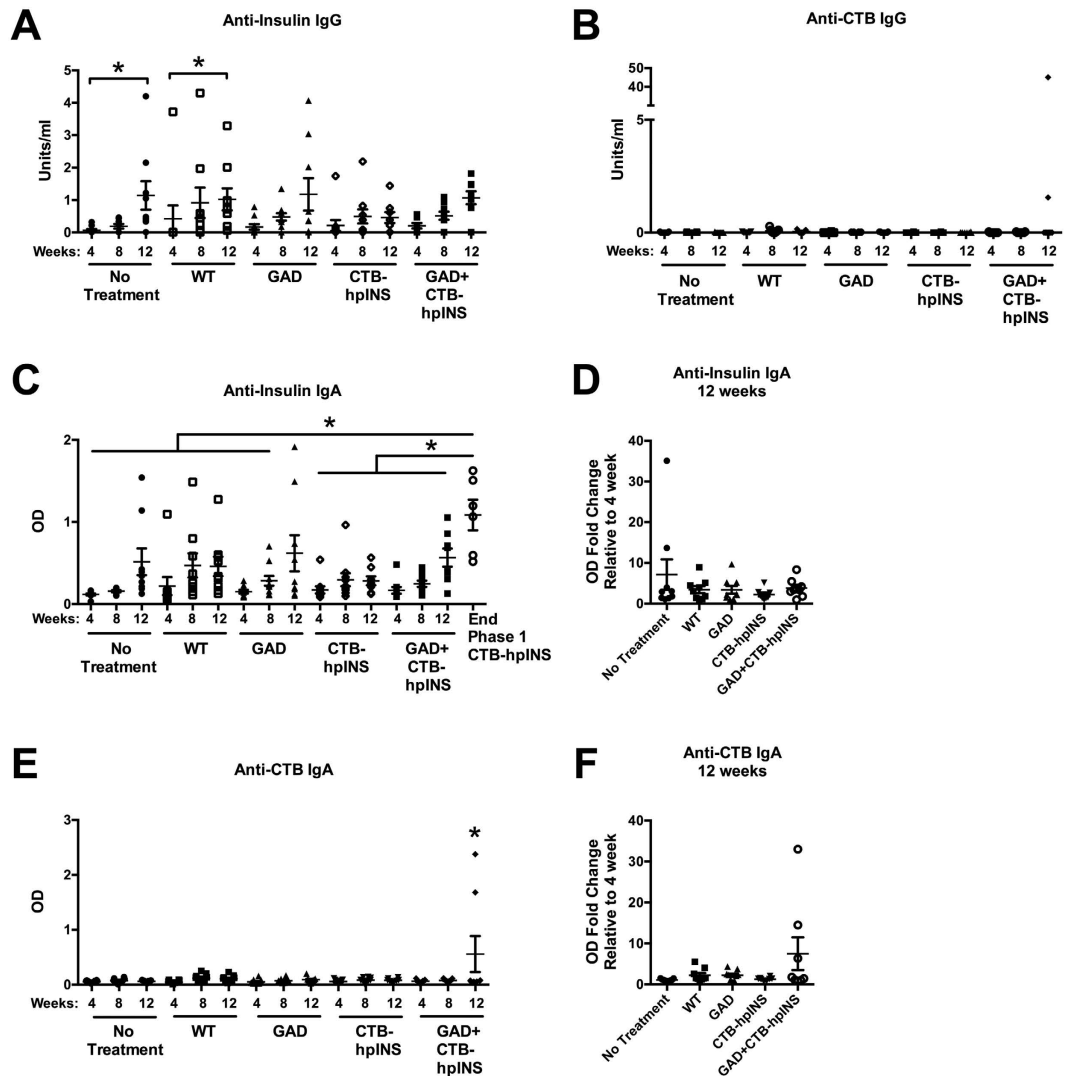 A
Anti-Insulin IgG
*
*
Units/ml
5
4
3
2
1
0
Weeks: 4 8 12 4 8 12 4 8 12 4 8 12 4 8 12
No Treatment
WT
GAD
CTB-hpINS
GAD+
CTB-
hpINS
B
Anti-CTB IgG
Units/ml
50
40
5
0
Weeks: 4 8 12 4 8 12 4 8 12 4 8 12 4 8 12
No
Treatment
WT
GAD
CTB-
hpINS
GAD+
CTB-
hpINS
C
Anti-Insulin IgA
*
*
OD
2
1
0
Weeks: 4 8 12 4 8 12 4 8 12 4 8 12 4 8 12
No
Treatment
WT
GAD
CTB-
hpINS
GAD+
CTB-
hpINS
End
Phase 1
CTB-hpINS
D
Anti-Insulin IgA
12 weeks
OD Fold Change
Relative to 4 week
40
30
20
10
0
No Treatment
WT
GAD
CTB-hpINS
GAD+CTB-hpINS
E
Anti-CTB IgA
*
OD
3
2
1
0
Weeks: 4 8 12 4 8 12 4 8 12 4 8 12 4 8 12
No
Treatment
WT
GAD
CTB-
hpINS
GAD+
CTB-
hpINS
F
Anti-CTB IgA
12 weeks
OD Fold Change
Relative to 4 week
40
30
20
10
0
No Treatment
WT
GAD
CTB-hpINS
GAD+CTB-hpINS